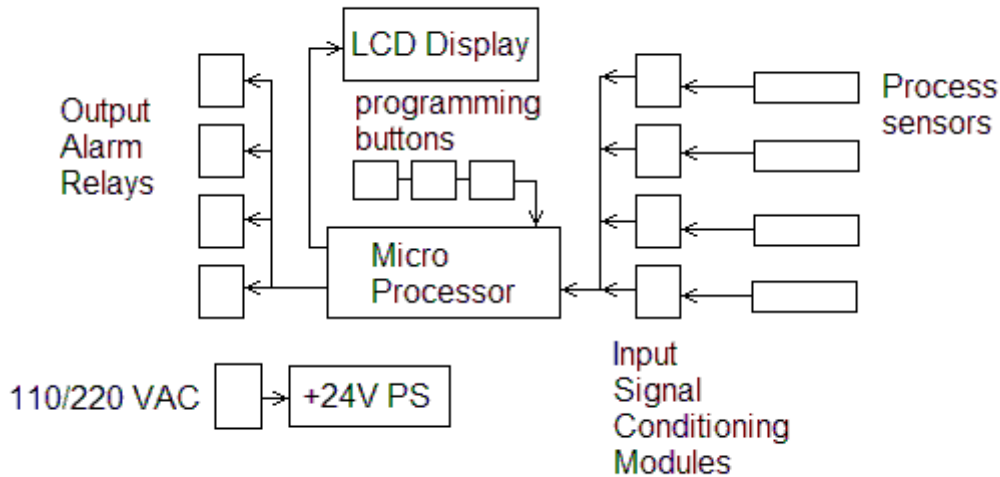 LCD Display
Output
Alarm
Relays
programming
buttons
Process
sensors
Micro
Processor
110/220 VAC
+24V PS
Input
Signal
Conditioning
Modules